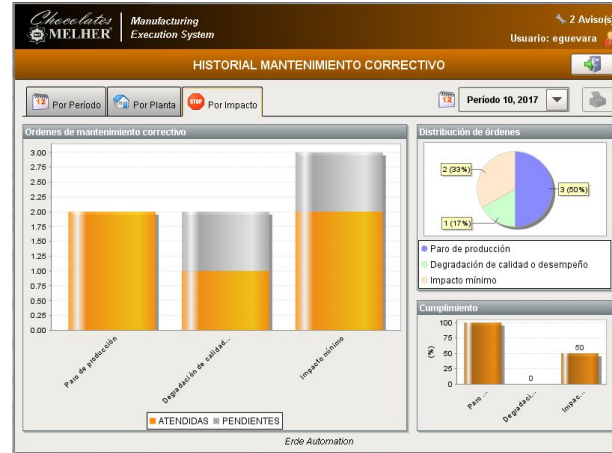 Chocolates
MELHER
Manufacturing
Execution System
2 Aviso(s)
Usuario: eguevara
HISTORIAL MANTENIMIENTO CORRECTIVO
12 Por Período
Por Planta
STOP Por Impacto
12 Período 10, 2017
Ordenes de mantenimiento correctivo
3.00
2.75
2.50
2.25
2.00
1.75
1.50
1.25
1.00
0.75
0.50
0.25
0.00
Paro de producción
Degradación de calidad...
Impacto mínimo
ATENDIDAS PENDIENTES
Distribución de órdenes
2 (33%)
3 (50%)
1 (17%)
Paro de producción
Degradación de calidad o desempeño
Impacto mínimo
Cumplimiento
100
75
50
25
0
(%)
0
50
Paro ...
Degradaci...
Impac...
Erde Automation